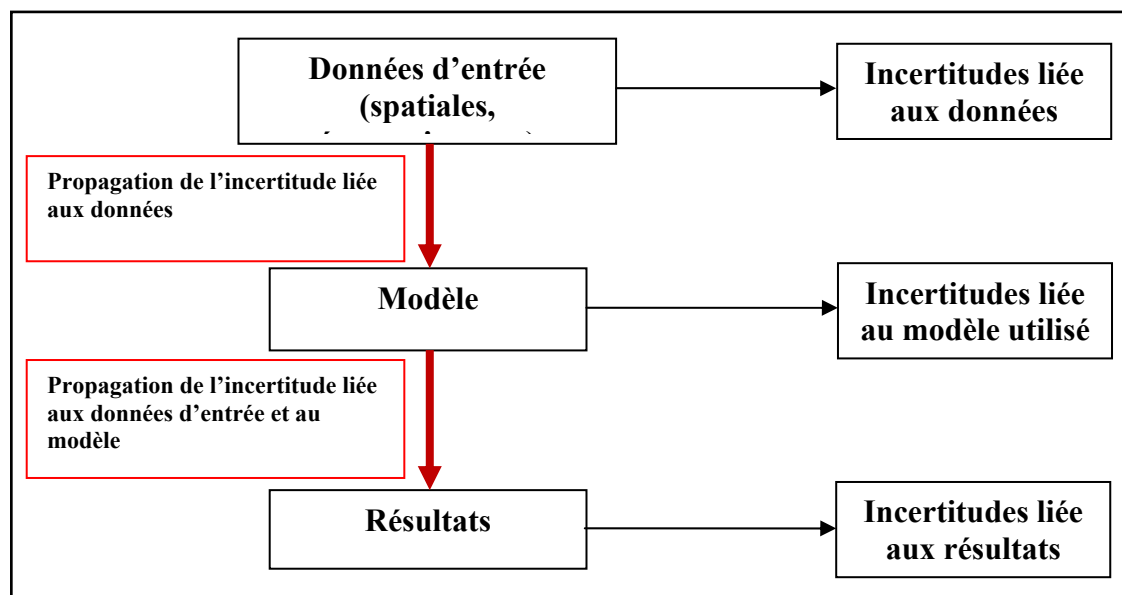 Données d’entrée
(spatiales,
Incertitudes liée
aux données
Propagation de l’incertitude liée
aux données
Modèle
Incertitudes liée
au modèle utilisé
Propagation de l’incertitude liée
aux données d’entrée et au
modèle
Résultats
Incertitudes liée
aux résultats